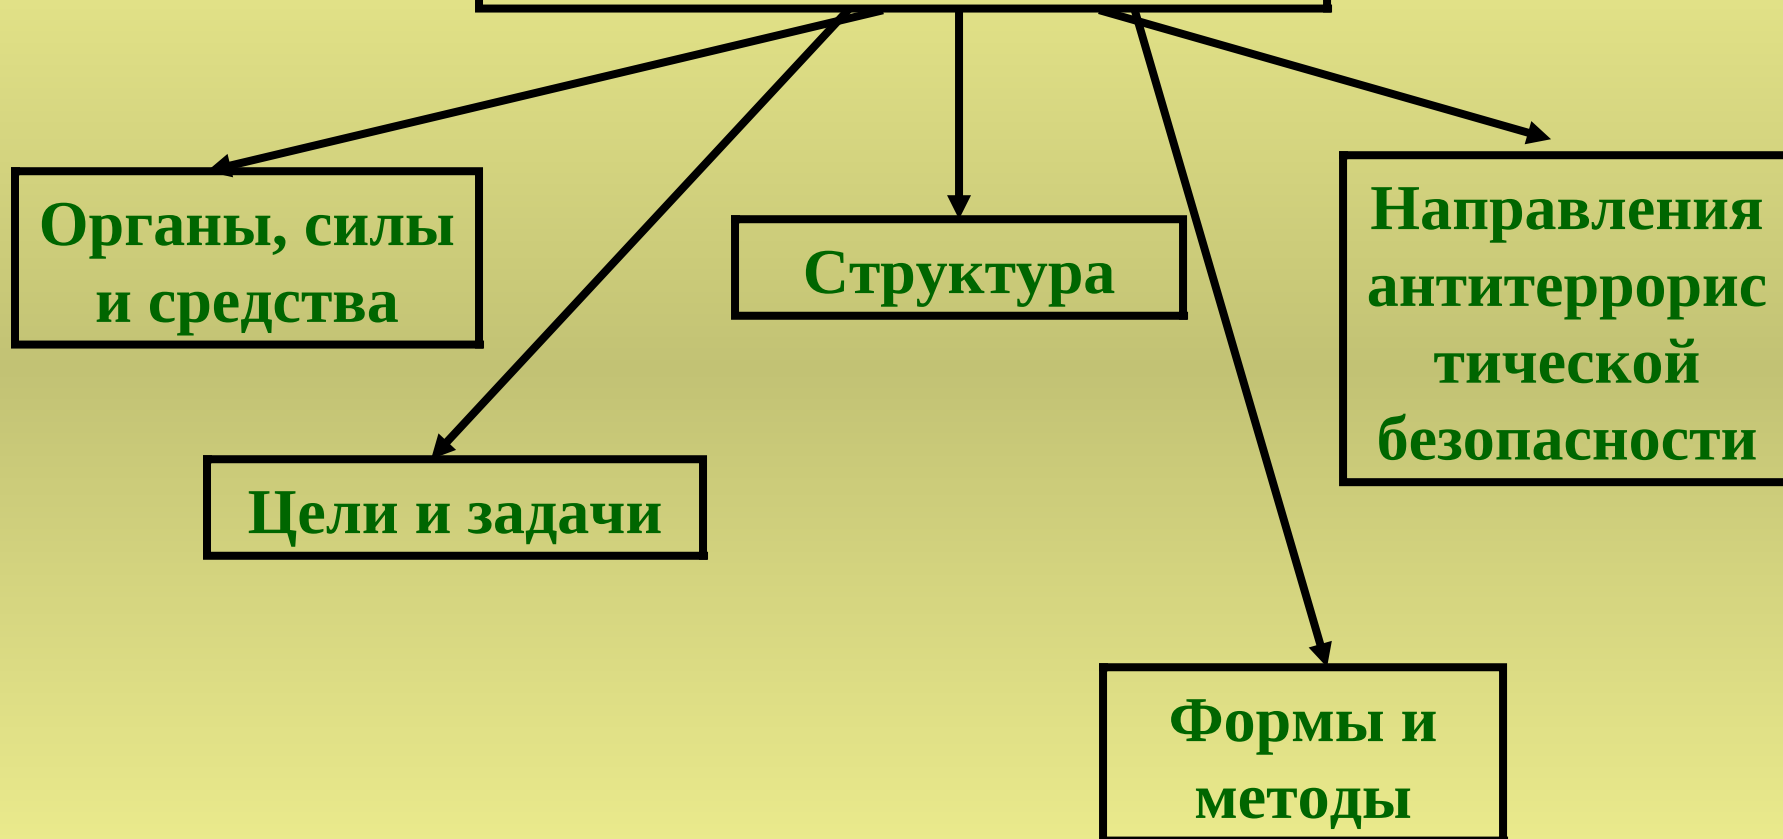 Органы, силы
и средства
Структура
Направления
антитеррорис
тической
безопасности
Цели и задачи
Формы и
методы